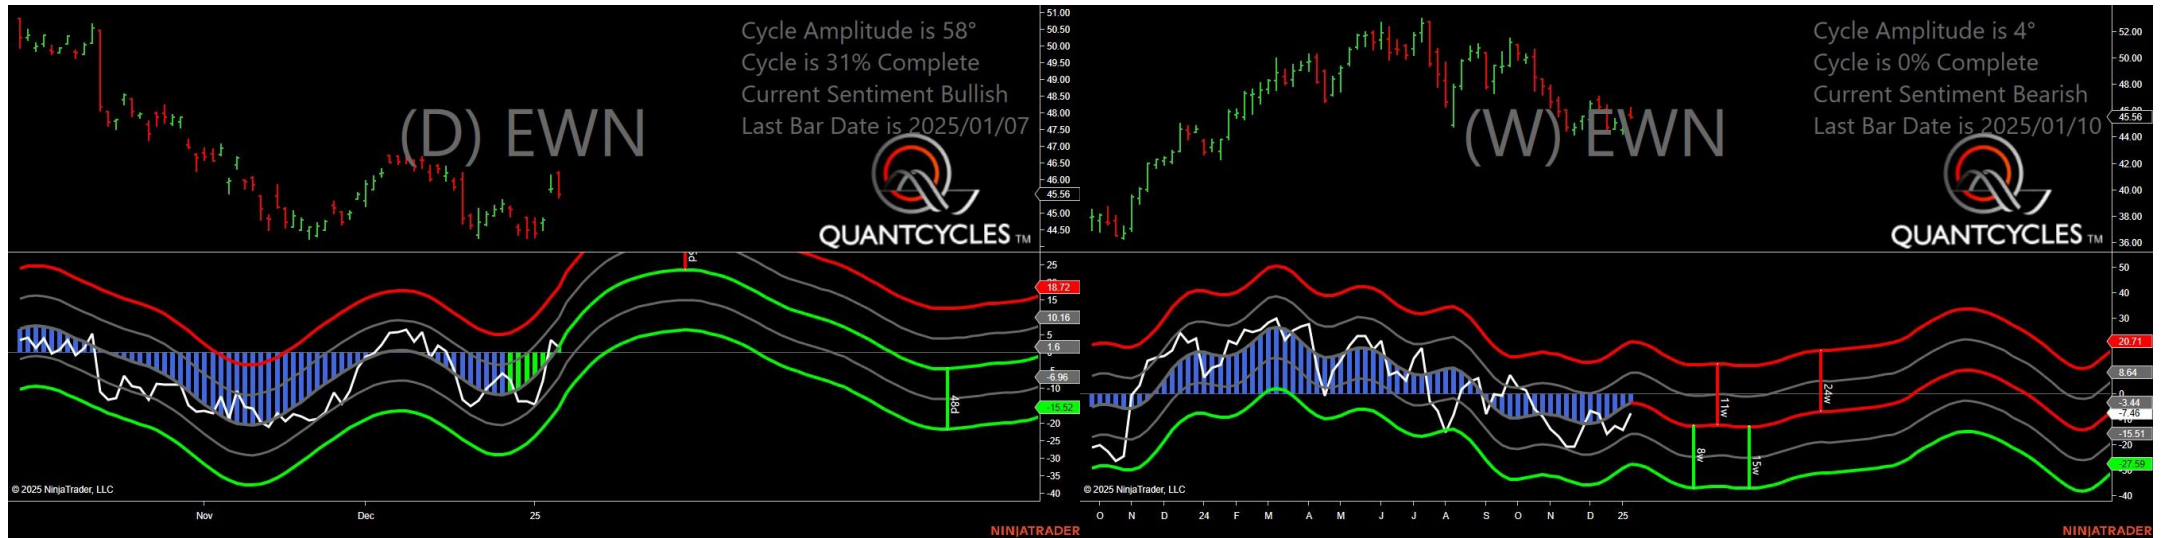 Cycle Amplitude is 58°
Cycle is 31% Complete
Current Sentiment Bullish
Last Bar Date is 2025/01/07
(D) EWN
QUANTCYCLES TM
51.00
50.50
50.00
49.50
49.00
48.50
48.00
47.50
47.00
46.50
46.00
45.56
45.00
44.50
25
18.72
15
10.16
5
1.6
-6.96
-10
-15.52
-20
-25
-30
-35
-40
48d
© 2025 NinjaTrader, LLC
Nov
Dec
25
NINJATRADER
Cycle Amplitude is 4°
Cycle is 0% Complete
Current Sentiment Bearish
Last Bar Date is 2025/01/10
(W) EWN
QUANTCYCLES TM
52.00
50.00
48.00
45.56
44.00
42.00
40.00
38.00
36.00
50
40
30
20.71
8.64
0
-3.44
-7.46
-15.51
-20
-27.59
-40
11w
24w
8w
15w
© 2025 NinjaTrader, LLC
O N D 24 F M A M J J A S O N D 25
NINJATRADER